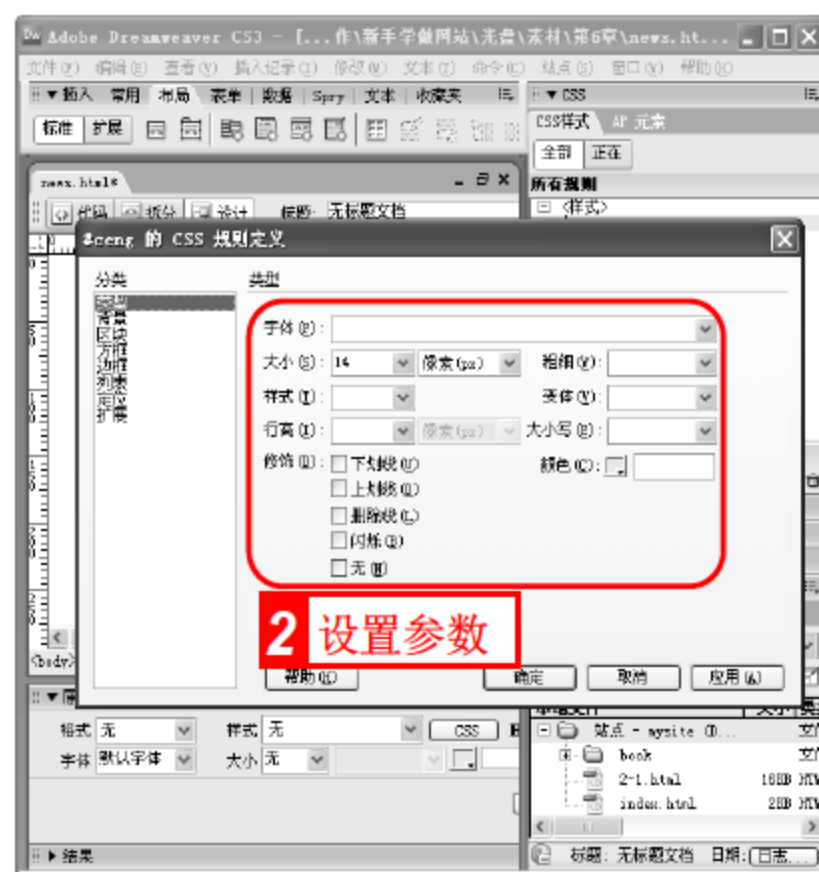 Adobe Dreamweaver CS3 - [...作\新手学做网站\光盘\素材\第6章\news.ht...
文件(F) 编辑(E) 查看(V) 插入记录(I) 修改(M) 文本(T) 命令(C) 站点(S) 窗口(W) 帮助(H)
插入 常用 布局 表单 数据 Spry 文本 收藏夹
CSS
标准 扩展
CSS样式 AP 元素
全部 正在
news.html*
所有规则
代码 拆分 设计 标题: 无标题文档
<样式>
#ceng 的 CSS 规则定义
分类
类型
类型
背景
区块
方框
边框
列表
定位
扩展
字体(F):
大小(S): 14 像素(px) 粗细(W):
样式(T): 变体(V):
行高(I): 像素(px) 大小写(R):
修饰(D): 下划线(U) 颜色(C):
上划线(O)
删除线(L)
闪烁(B)
无(N)
2 设置参数
帮助 确定 取消 应用(A)
<body>
格式 无 样式 无 CSS
字体 默认字体 大小 无
站点 - mysite (D...
book
2-1.html 16KB
index.html 2KB
结果
标题: 无标题文档 日期: 日志...